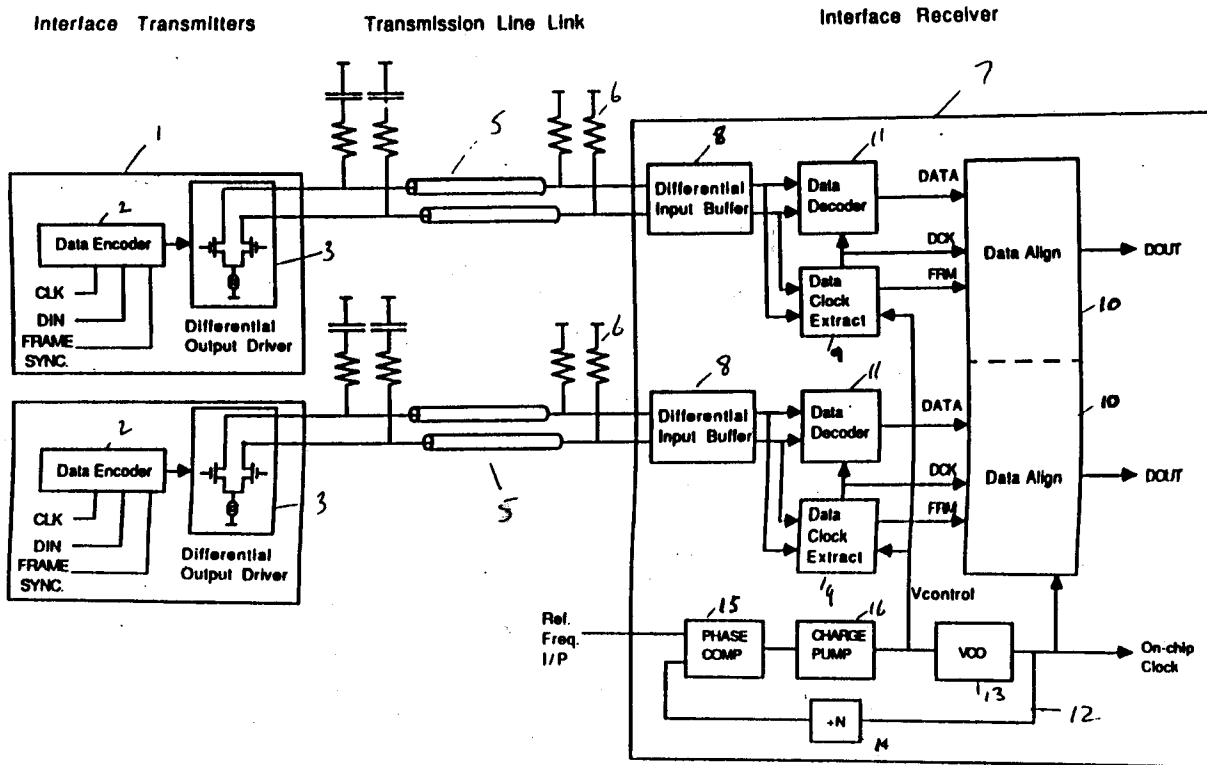 Interface Transmitters
Transmission Line Link
Interface Receiver
7
1
5
6
8
11
2
Data Encoder
3
CLK
DIN
FRAME
SYNC.
Differential
Output Driver
Differential
Input Buffer
Data
Decoder
DATA
DCK
FRM
Data
Clock
Extract
9
Data Align
DOUT
10
6
8
11
2
Data Encoder
3
CLK
DIN
FRAME
SYNC.
Differential
Output Driver
5
Differential
Input Buffer
Data
Decoder
DATA
DCK
FRM
Data
Clock
Extract
9
10
Data Align
DOUT
Vcontrol
Ref.
Freq.
I/P
15
PHASE
COMP
16
CHARGE
PUMP
VCO
13
On-chip
Clock
12
÷N
14